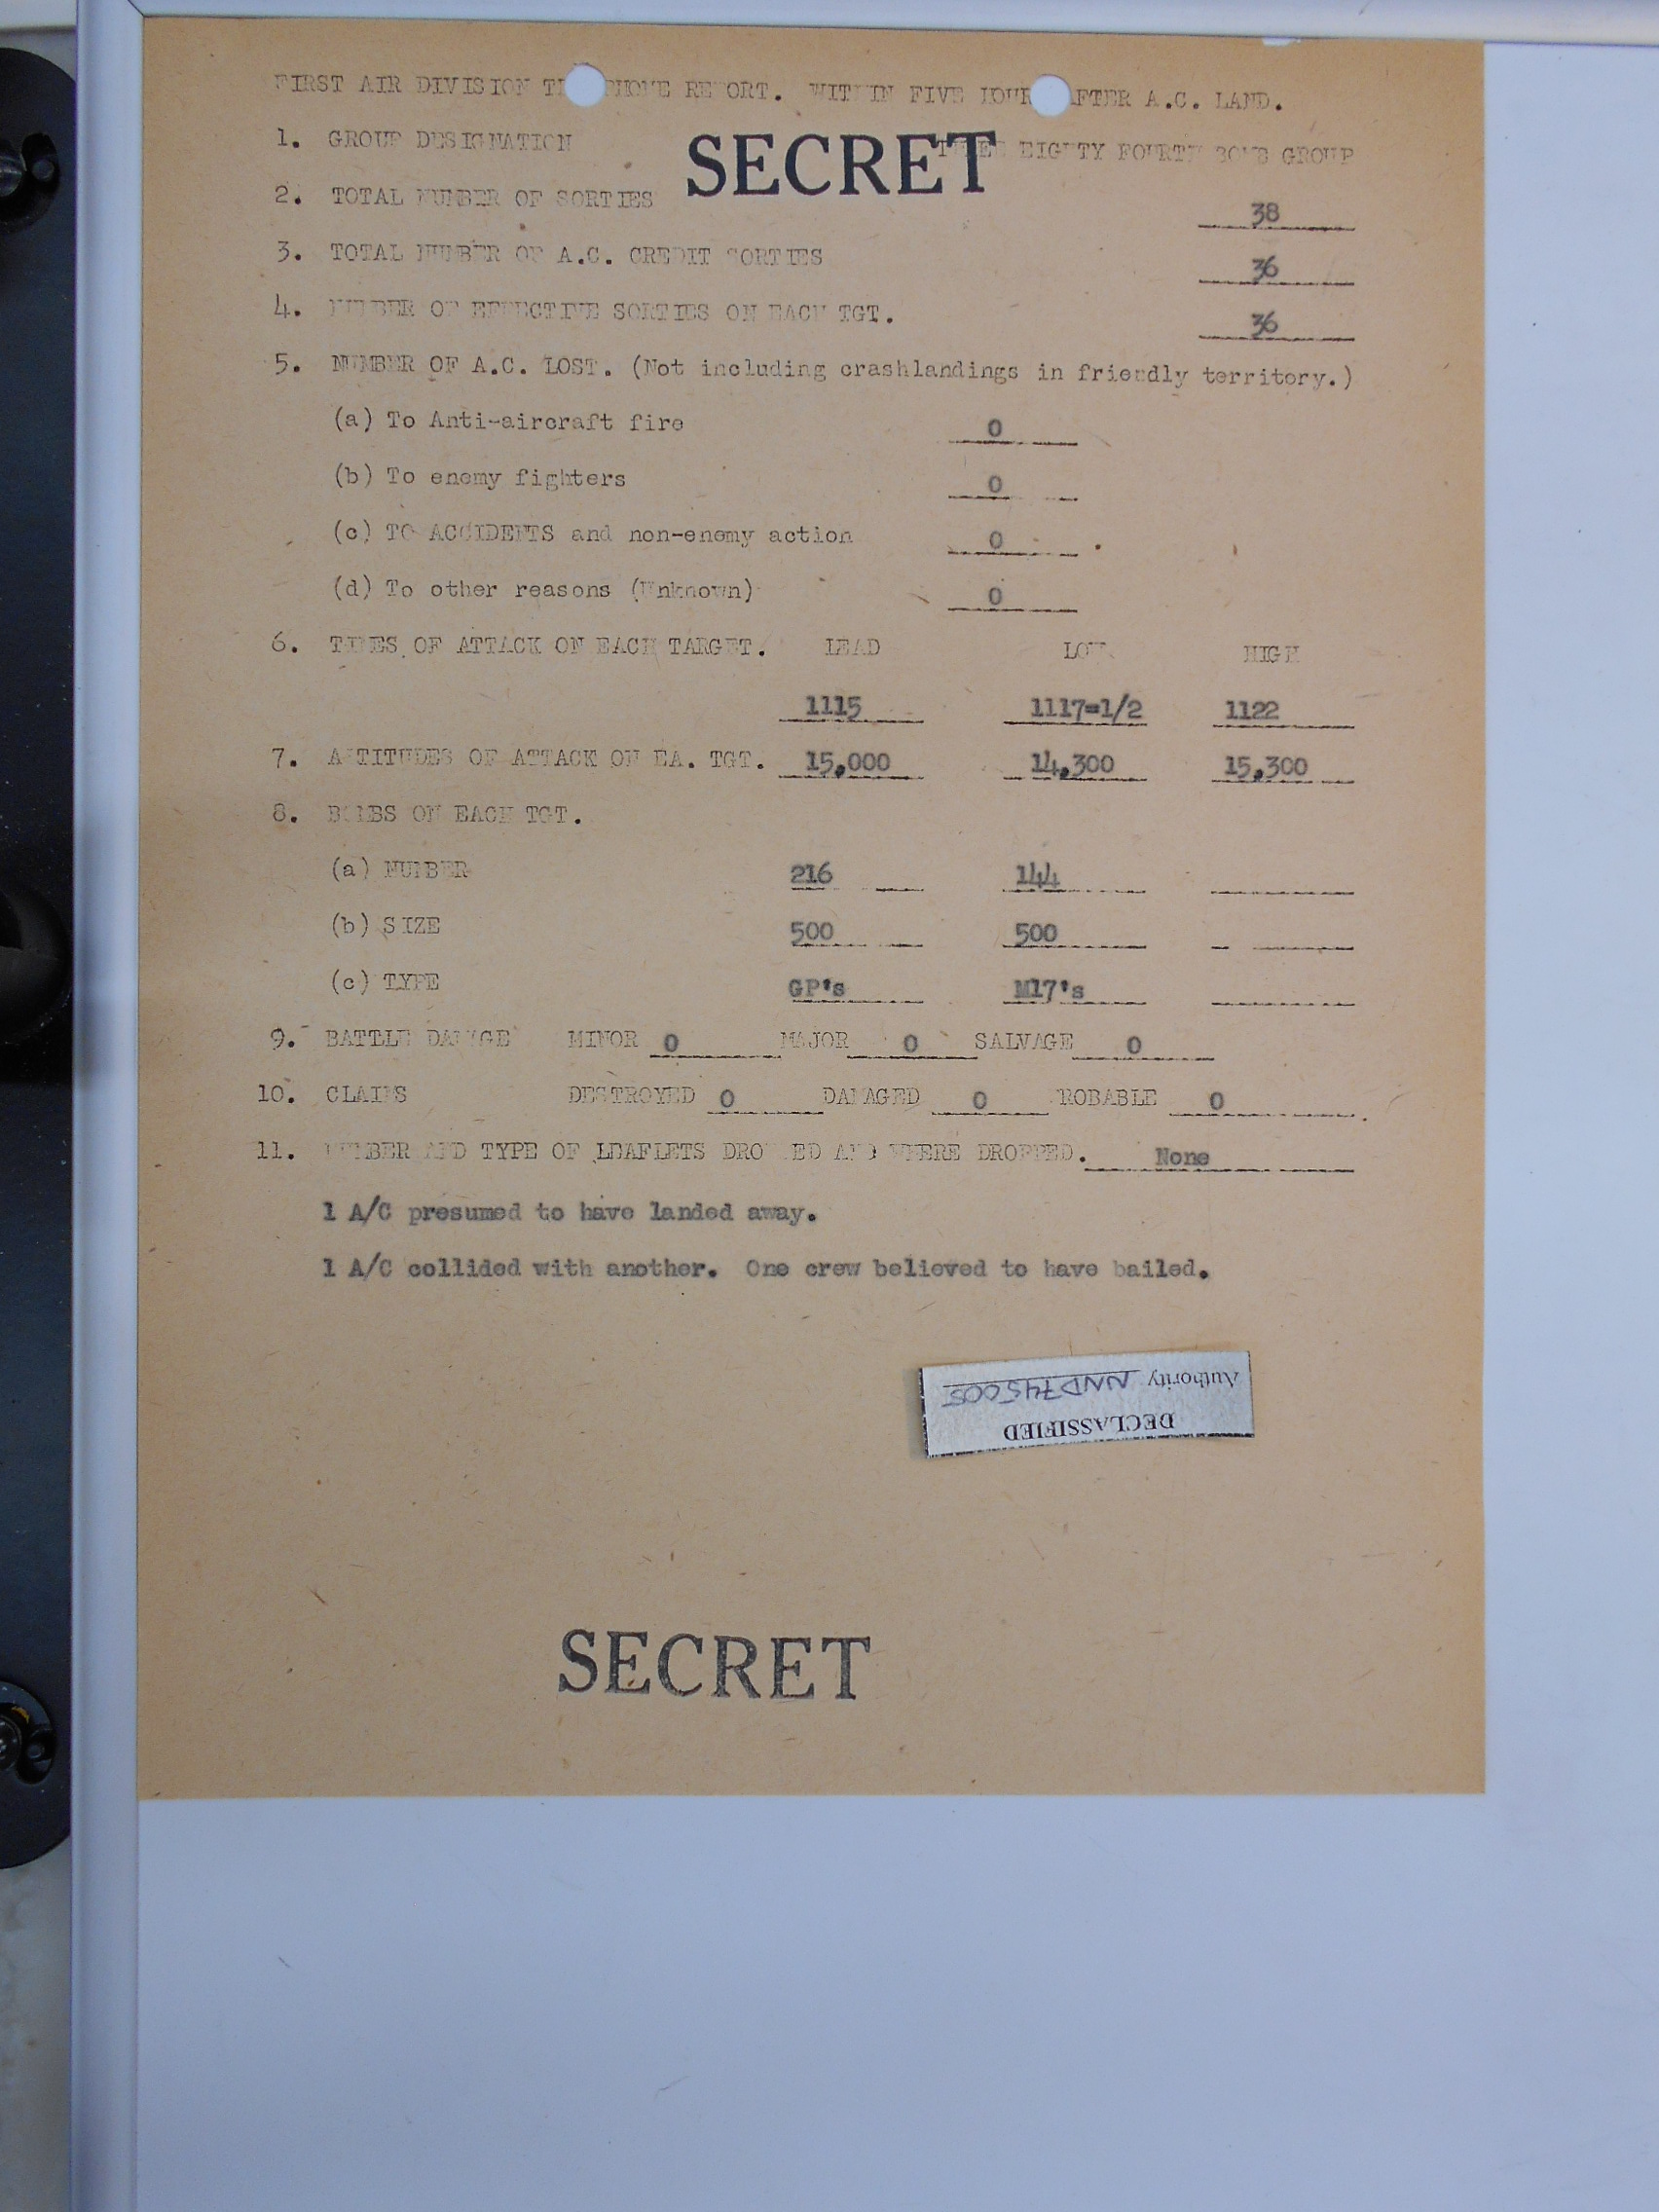 FIRST AIR DIVISION TELEPHONE REPORT. WITHIN FIVE HOURS AFTER A.C. LAND.
1. GROUP DESIGNATION THREE EIGHTY FOURTH BOMB GROUP
SECRET
2. TOTAL NUMBER OF SORTIES 38
3. TOTAL NUMBER OF A.C. CREDIT SORTIES 36
4. NUMBER OF EFFECTIVE SORTIES ON EACH TGT. 36
5. NUMBER OF A.C. LOST. (Not including crashlandings in friendly territory.)
(a) To Anti-aircraft fire 0
(b) To enemy fighters 0
(c) TO ACCIDENTS and non-enemy action 0
(d) To other reasons (Unknown) 0
6. TIMES OF ATTACK ON EACH TARGET. LEAD LOW HIGH
1115 1117=1/2 1122
7. ALTITUDES OF ATTACK ON EA. TGT. 15,000 14,300 15,300
8. BOMBS ON EACH TGT.
(a) NUMBER 216 144
(b) SIZE 500 500
(c) TYPE GP's M17's
9. BATTLE DAMAGE MINOR 0 MAJOR 0 SALVAGE 0
10. CLAIMS DESTROYED 0 DAMAGED 0 PROBABLE 0
11. NUMBER AND TYPE OF LEAFLETS DROPPED AND WHERE DROPPED. None
1 A/C presumed to have landed away.
1 A/C collided with another. One crew believed to have bailed.
DECLASSIFIED
Authority NND745005
SECRET